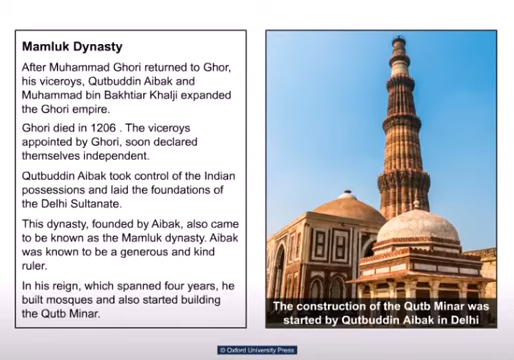 Mamluk Dynasty
After Muhammad Ghori returned to Ghor,
his viceroys, Qutbuddin Aibak and
Muhammad bin Bakhtiar Khalji expanded
the Ghori empire.
Ghori died in 1206 . The viceroys
appointed by Ghori, soon declared
themselves independent.
Qutbuddin Aibak took control of the Indian
possessions and laid the foundations of
the Delhi Sultanate.
This dynasty, founded by Aibak, also came
to be known as the Mamluk dynasty. Aibak
was known to be a generous and kind
ruler.
In his reign, which spanned four years, he
built mosques and also started building
the Qutb Minar.
The construction of the Qutb Minar was
started by Qutbuddin Aibak in Delhi
© Oxford University Press